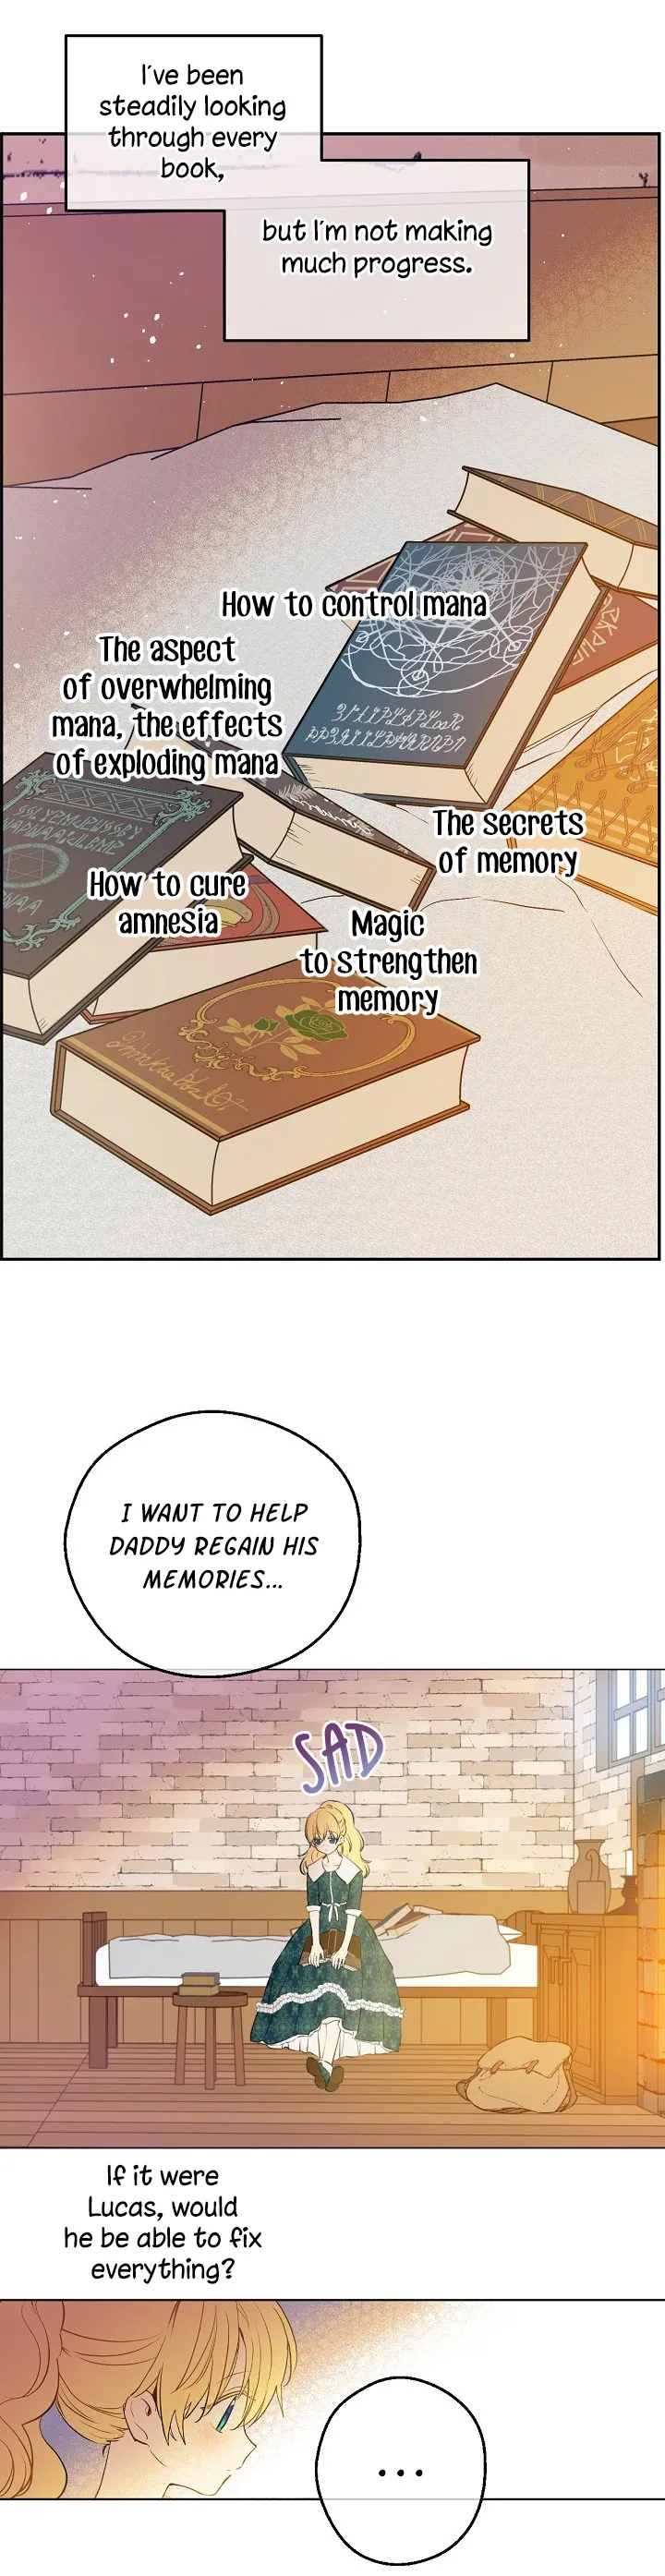 I've been
steadily looking
through every
book,
but I'm not making
much progress.
How to control mana
The aspect
of overwhelming
mana, the effects
of exploding mana
The secrets
of memory
How to cure
amnesia
Magic
to strengthen
memory
I WANT TO HELP
DADDY REGAIN HIS
MEMORIES...
SAD
If it were
Lucas, would
he be able to fix
everything?
...